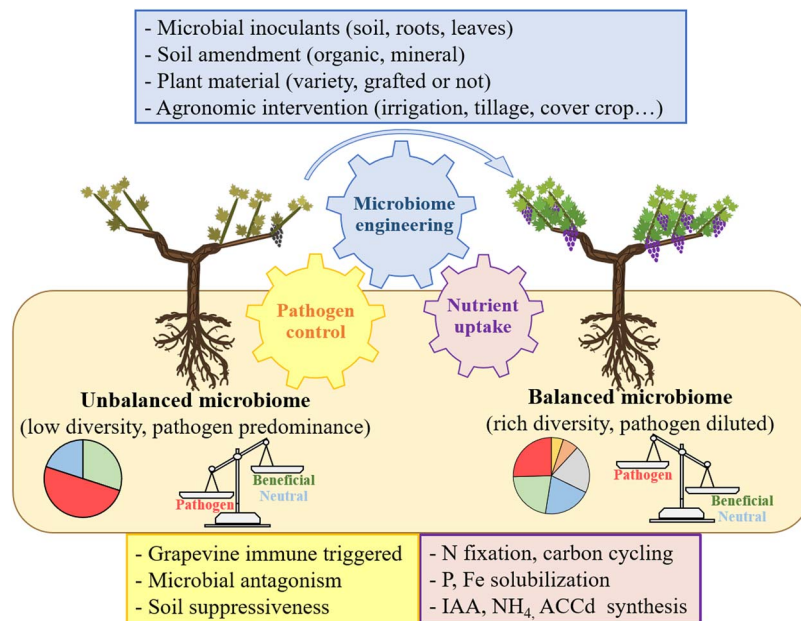 - Microbial inoculants (soil, roots, leaves)
- Soil amendment (organic, mineral)
- Plant material (variety, grafted or not)
- Agronomic intervention (irrigation, tillage, cover crop…)
Microbiome
engineering
Pathogen
control
Nutrient
uptake
Unbalanced microbiome
(low diversity, pathogen predominance)
Pathogen
Beneficial
Neutral
Balanced microbiome
(rich diversity, pathogen diluted)
Pathogen
Beneficial
Neutral
- Grapevine immune triggered
- Microbial antagonism
- Soil suppressiveness
- N fixation, carbon cycling
- P, Fe solubilization
- IAA, NH4, ACCd synthesis